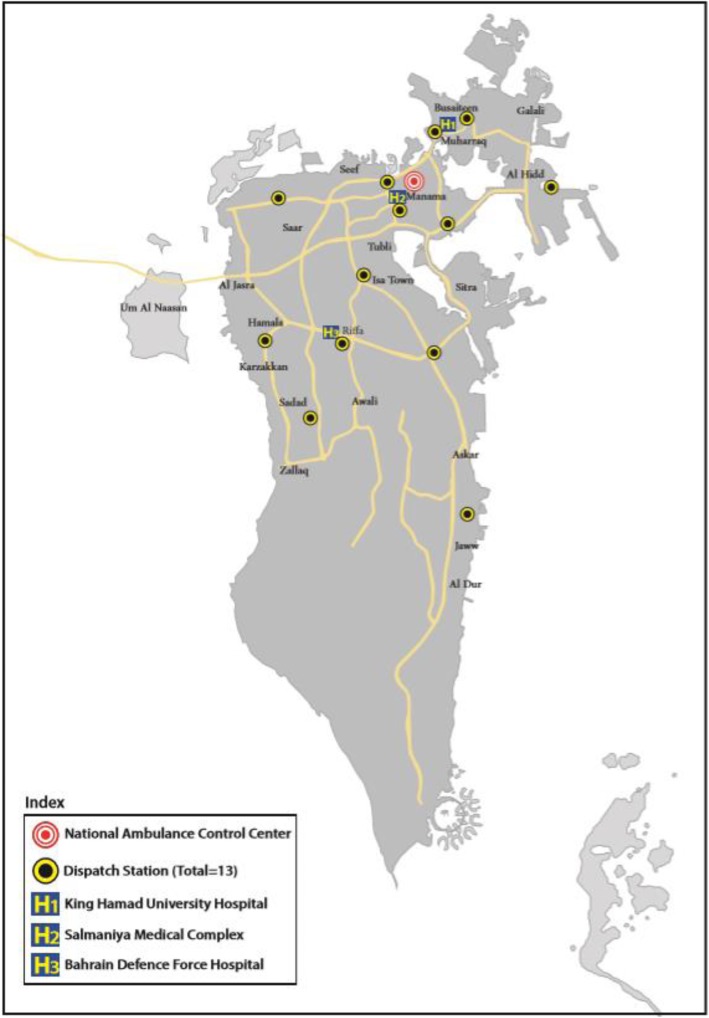 Busaiteen
Galali
H1
Muharraq
Seef
Al Hidd
H2
Manama
Saar
Tubli
Isa Town
Al Jasra
Sitra
Um Al Naasan
Hamala
H3
Riffa
Karzakkan
Sadad
Awali
Askar
Zallaq
Jaww
Al Dur
Index
National Ambulance Control Center
Dispatch Station (Total=13)
H1 King Hamad University Hospital
H2 Salmaniya Medical Complex
H3 Bahrain Defence Force Hospital